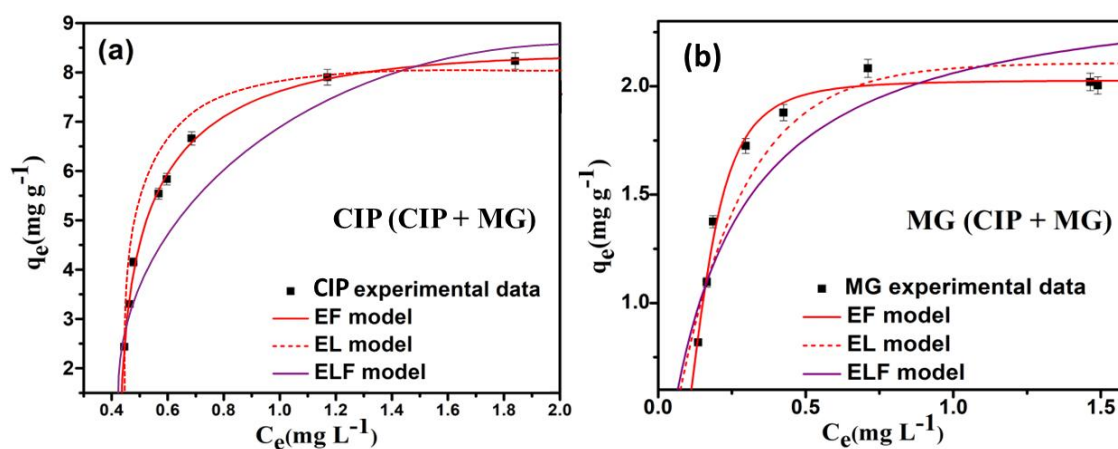 (a)
9
8
7
6
5
4
3
2
qₑ(mg g⁻¹)
CIP (CIP + MG)
CIP experimental data
EF model
EL model
ELF model
0.4 0.6 0.8 1.0 1.2 1.4 1.6 1.8 2.0
Cₑ(mg L⁻¹)
(b)
2.0
1.5
1.0
qₑ(mg g⁻¹)
MG (CIP + MG)
MG experimental data
EF model
EL model
ELF model
0.0 0.5 1.0 1.5
Cₑ(mg L⁻¹)